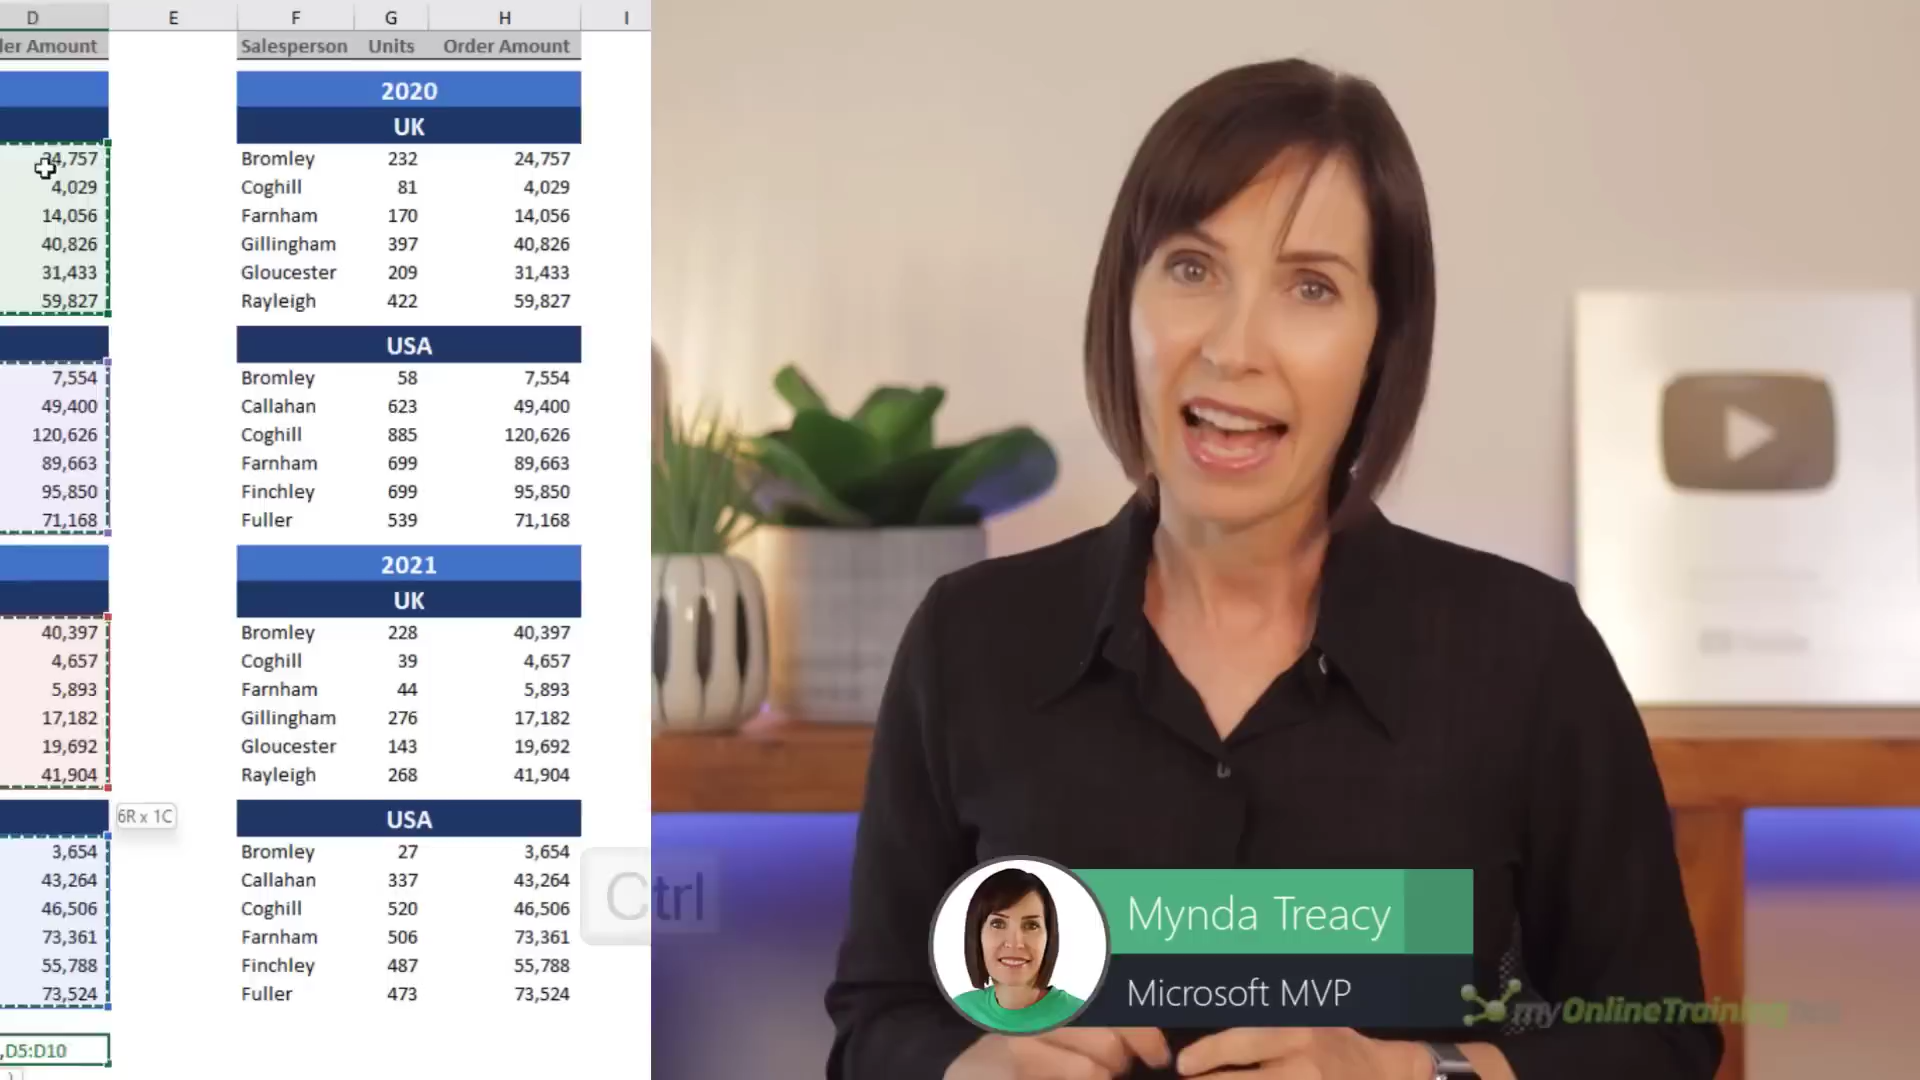 D E F G H I
der Amount Salesperson Units Order Amount
2020
UK
24,757 Bromley 232 24,757
4,029 Coghill 81 4,029
14,056 Farnham 170 14,056
40,826 Gillingham 397 40,826
31,433 Gloucester 209 31,433
59,827 Rayleigh 422 59,827
USA
7,554 Bromley 58 7,554
49,400 Callahan 623 49,400
120,626 Coghill 885 120,626
89,663 Farnham 699 89,663
95,850 Finchley 699 95,850
71,168 Fuller 539 71,168
2021
UK
40,397 Bromley 228 40,397
4,657 Coghill 39 4,657
5,893 Farnham 44 5,893
17,182 Gillingham 276 17,182
19,692 Gloucester 143 19,692
41,904 Rayleigh 268 41,904
6R x 1C
USA
3,654 Bromley 27 3,654
43,264 Callahan 337 43,264
46,506 Coghill 520 46,506
73,361 Farnham 506 73,361
55,788 Finchley 487 55,788
73,524 Fuller 473 73,524
,D5:D10
Ctrl
Mynda Treacy
Microsoft MVP
myOnlineTraining